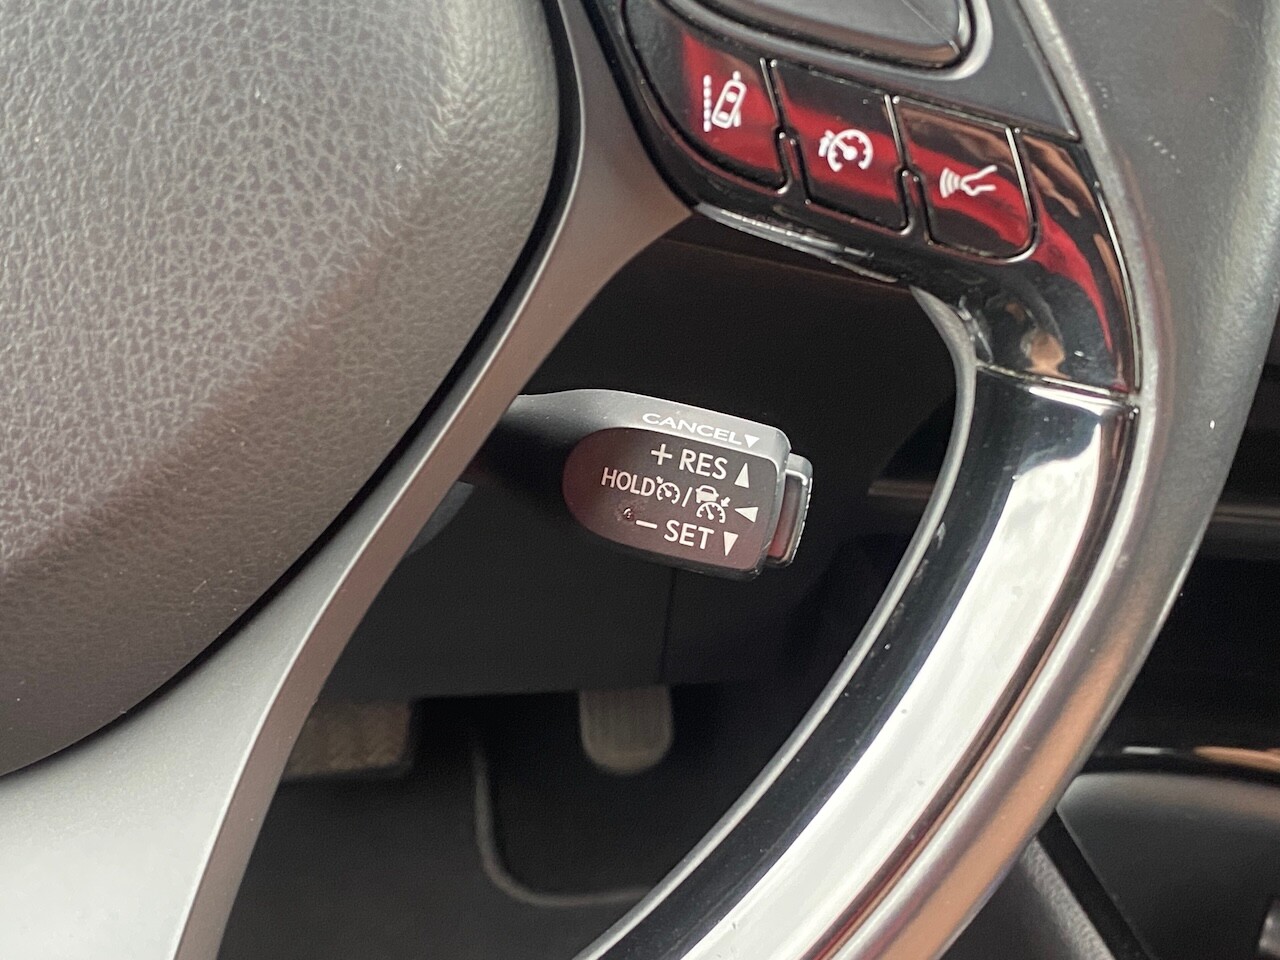 CANCEL▼
+ RES ▲
HOLD / ◀
− SET ▼